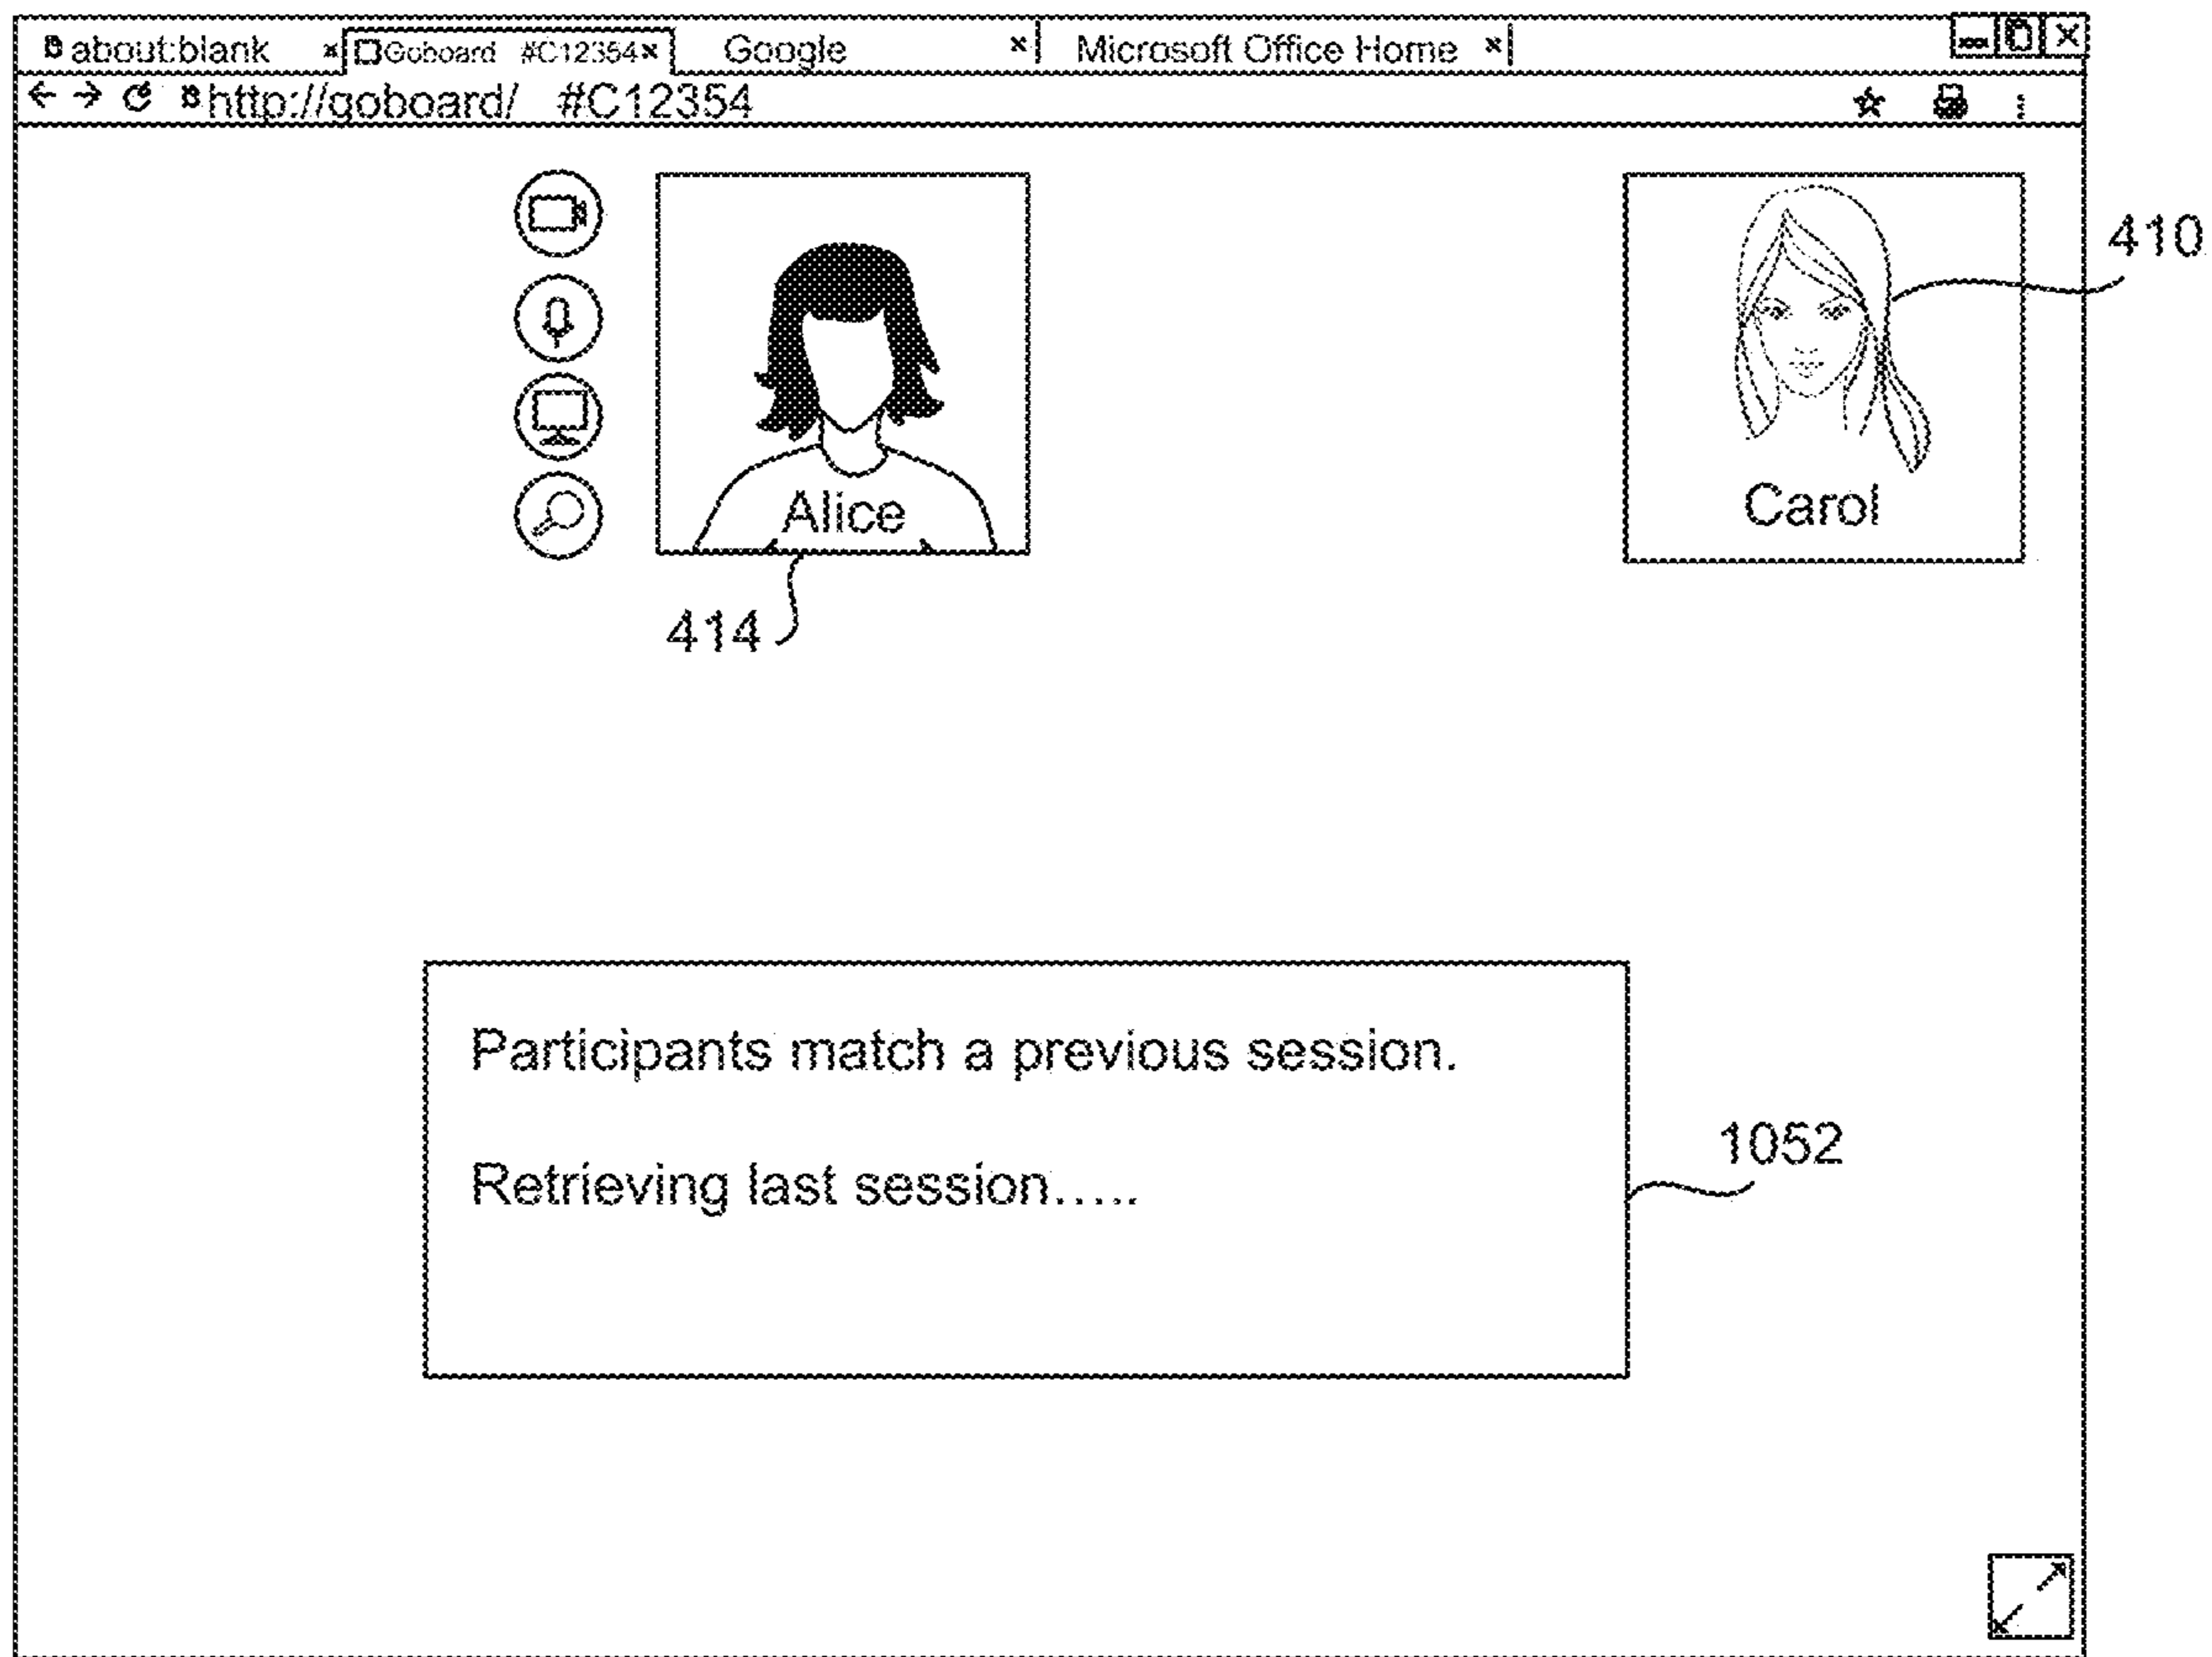 about:blank × Goboard #C12354× Google × Microsoft Office Home ×
http://goboard/ #C12354
410
Alice
Carol
414
Participants match a previous session.
1052
Retrieving last session.....